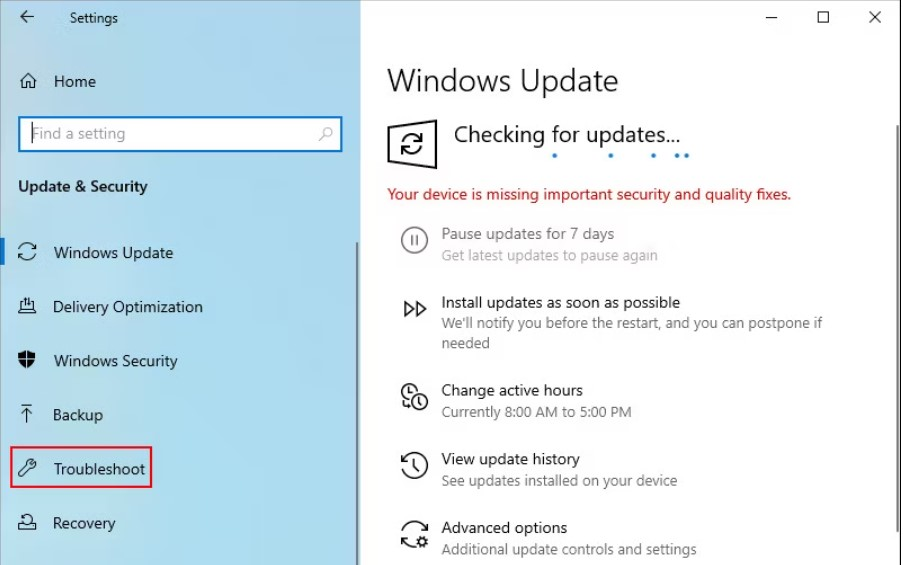 Settings
Home
Find a setting
Update & Security
Windows Update
Delivery Optimization
Windows Security
Backup
Troubleshoot
Recovery
Windows Update
Checking for updates...
Your device is missing important security and quality fixes.
Pause updates for 7 days
Get latest updates to pause again
Install updates as soon as possible
We'll notify you before the restart, and you can postpone if
needed
Change active hours
Currently 8:00 AM to 5:00 PM
View update history
See updates installed on your device
Advanced options
Additional update controls and settings